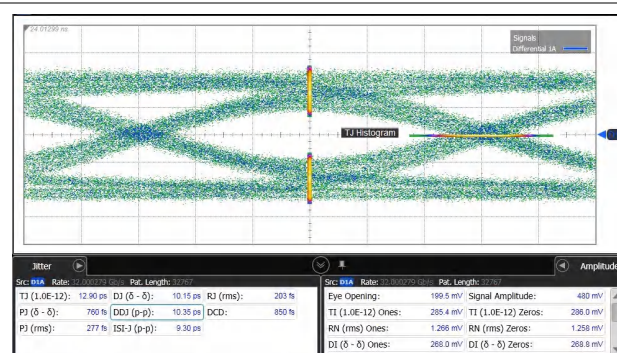 24.01299 ns
Signals
Differential 1A
TJ Histogram
Jitter
Amplitude
Src: D1A Rate: 32.000279 Gb/s Pat. Length: 32767
TJ (1.0E-12): 12.90 ps DJ (δ - δ): 10.15 ps RJ (rms): 203 fs
PJ (δ - δ): 760 fs DDJ (p-p): 10.35 ps DCD: 850 fs
PJ (rms): 277 fs ISI-J (p-p): 9.30 ps
Src: D1A Rate: 32.000279 Gb/s Pat. Length: 32767
Eye Opening: 199.5 mV Signal Amplitude: 480 mV
TI (1.0E-12) Ones: 285.4 mV TI (1.0E-12) Zeros: 286.0 mV
RN (rms) Ones: 1.266 mV RN (rms) Zeros: 1.258 mV
DI (δ - δ) Ones: 268.0 mV DI (δ - δ) Zeros: 268.8 mV